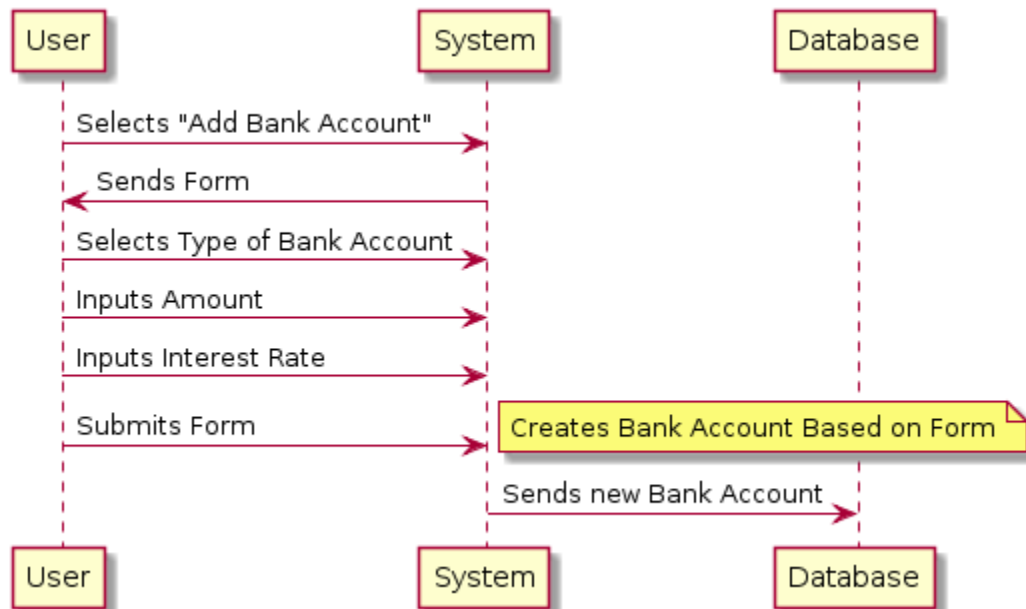 User
System
Database
Selects "Add Bank Account"
Sends Form
Selects Type of Bank Account
Inputs Amount
Inputs Interest Rate
Submits Form
Creates Bank Account Based on Form
Sends new Bank Account
User
System
Database